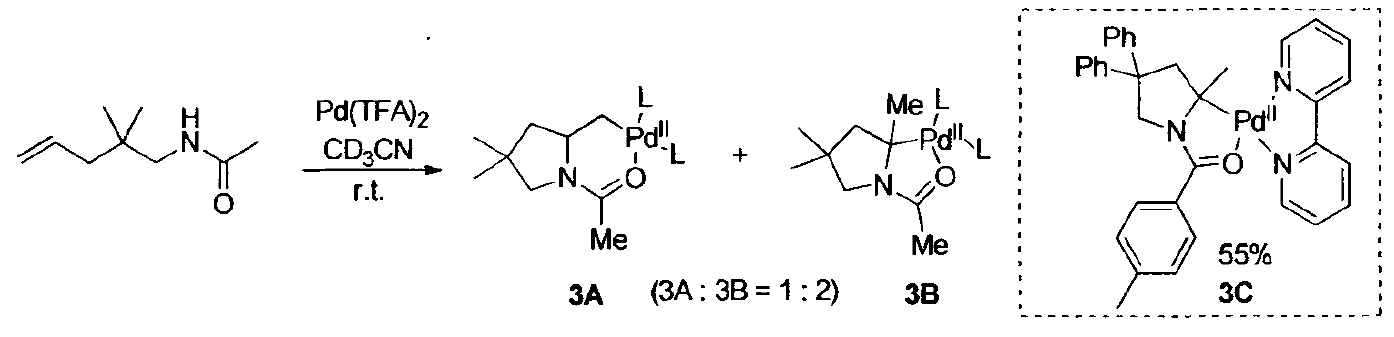 H
N
O
Pd(TFA)₂
CD₃CN
r.t.
L
Pd^II
L
N
O
Me
3A
+
(3A : 3B = 1 : 2)
Me
L
Pd^II
L
N
O
Me
3B
Ph
Ph
N
Pd^II
N
O
N
55%
3C